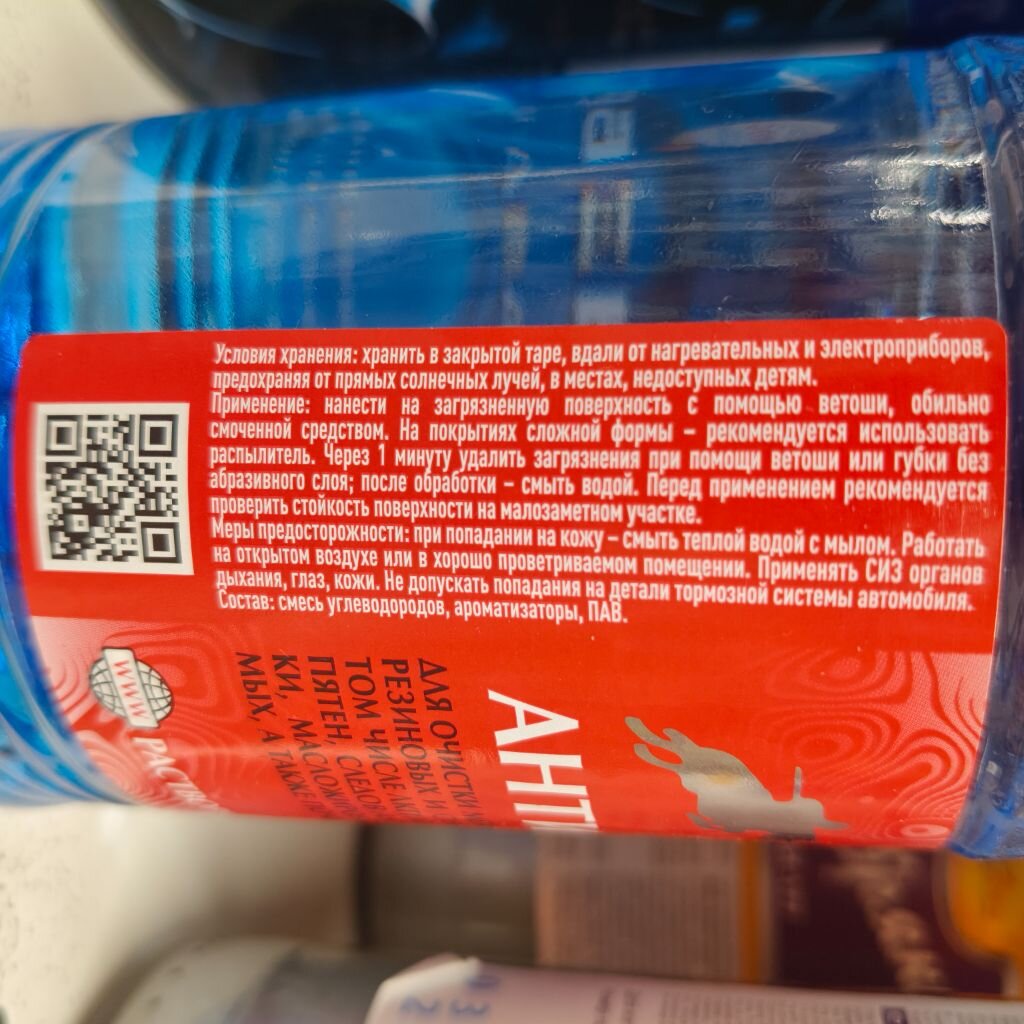 Условия хранения: хранить в закрытой таре, вдали от нагревательных и электроприборов,
предохраняя от прямых солнечных лучей, в местах, недоступных детям.
Применение: нанести на загрязненную поверхность с помощью ветоши, обильно
смоченной средством. На покрытиях сложной формы – рекомендуется использовать
распылитель. Через 1 минуту удалить загрязнения при помощи ветоши или губки без
абразивного слоя; после обработки – смыть водой. Перед применением рекомендуется
проверить стойкость поверхности на малозаметном участке.
Меры предосторожности: при попадании на кожу – смыть теплой водой с мылом. Работать
на открытом воздухе или в хорошо проветриваемом помещении. Применять СИЗ органов
дыхания, глаз, кожи. Не допускать попадания на детали тормозной системы автомобиля.
Состав: смесь углеводородов, ароматизаторы, ПАВ.
АНТИ
ДЛЯ ОЧИСТКИ
РЕЗИНОВЫХ И
ТОМ ЧИСЛЕ
ПЯТЕН, СЛЕДО
КИ, МАСЛО
МЫХ, А ТАКЖЕ
WWW
РАСТВО